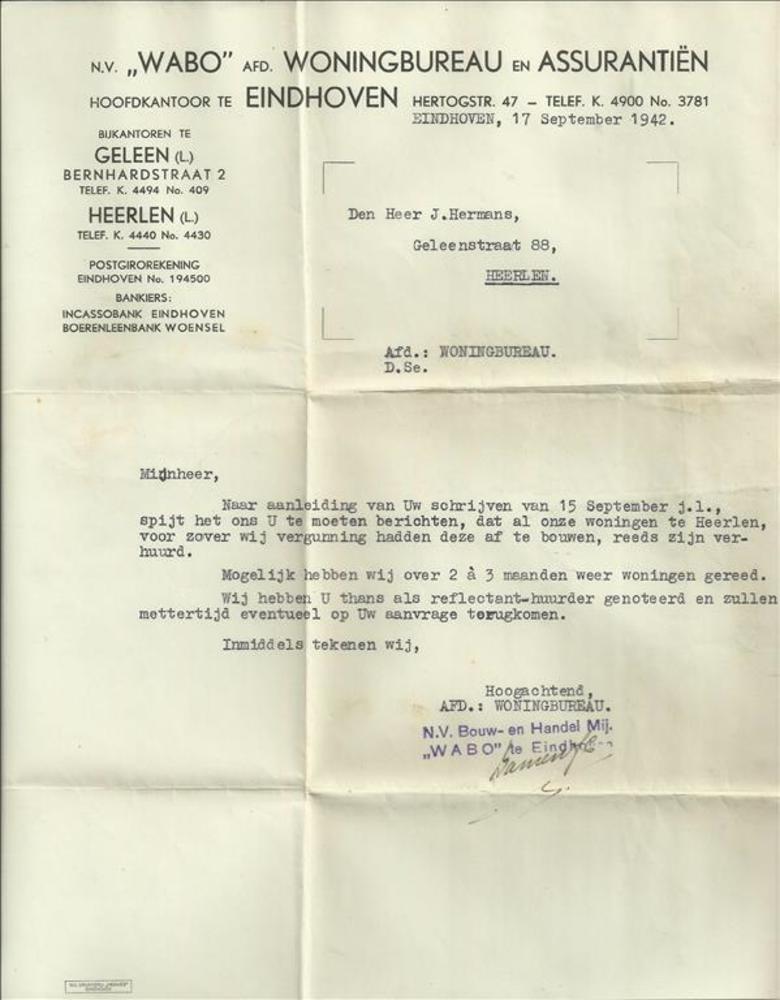 N.V. „WABO” AFD. WONINGBUREAU EN ASSURANTIËN
HOOFDKANTOOR TE EINDHOVEN HERTOGSTR. 47 – TELEF. K. 4900 No. 3781
EINDHOVEN, 17 September 1942.
BIJKANTOREN TE
GELEEN (L.)
BERNHARDSTRAAT 2
TELEF. K. 4494 No. 409
HEERLEN (L.)
TELEF. K. 4440 No. 4430
POSTGIROREKENING
EINDHOVEN No. 194500
BANKIERS:
INCASSOBANK EINDHOVEN
BOERENLEENBANK WOENSEL
Den Heer J.Hermans,
Geleenstraat 88,
HEERLEN.
Afd.: WONINGBUREAU.
D.Se.
Mijnheer,
Naar aanleiding van Uw schrijven van 15 September j.l.,
spijt het ons U te moeten berichten, dat al onze woningen te Heerlen,
voor zover wij vergunning hadden deze af te bouwen, reeds zijn ver-
huurd.
Mogelijk hebben wij over 2 à 3 maanden weer woningen gereed.
Wij hebben U thans als reflectant-huurder genoteerd en zullen
mettertijd eventueel op Uw aanvrage terugkomen.
Inmiddels tekenen wij,
Hoogachtend,
AFD.: WONINGBUREAU.
N.V. Bouw- en Handel Mij.
„WABO” te Eindhoven